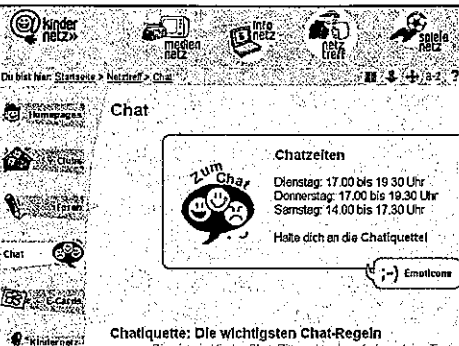 kinder
netz»
medien
netz
info
netz
netz
treff
spiele
netz
Du bist hier: Startseite > Netztreff > Chat
a-z ?
Homepages
Clubs
Foren
Chat
E-Cards
Kindernetz
Chat
Zum Chat
Chatzeiten
Dienstag: 17.00 bis 19.30 Uhr
Donnerstag: 17.00 bis 19.30 Uhr
Samstag: 14.00 bis 17.30 Uhr
Halte dich an die Chatiquette!
;-) Emoticons
Chatiquette: Die wichtigsten Chat-Regeln